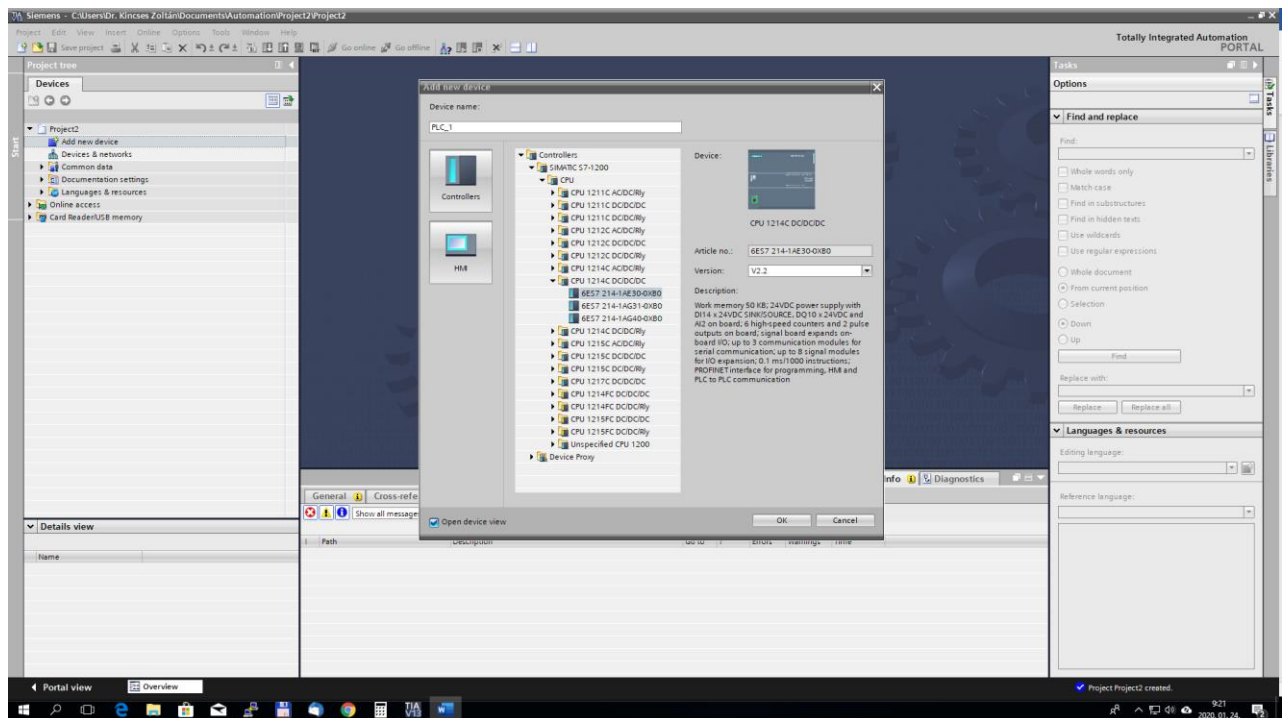 Siemens - C:\Users\Dr. Kincses Zoltán\Documents\Automation\Project2\Project2
Project Edit View Insert Online Options Tools Window Help
Save project
Go online
Go offline
Totally Integrated Automation
PORTAL
Project tree
Devices
Start
Project2
Add new device
Devices & networks
Common data
Documentation settings
Languages & resources
Online access
Card Reader/USB memory
Details view
Name
Add new device
Device name:
PLC_1
Controllers
HMI
Controllers
SIMATIC S7-1200
CPU
CPU 1211C AC/DC/Rly
CPU 1211C DC/DC/DC
CPU 1211C DC/DC/Rly
CPU 1212C AC/DC/Rly
CPU 1212C DC/DC/DC
CPU 1212C DC/DC/Rly
CPU 1214C AC/DC/Rly
CPU 1214C DC/DC/DC
6ES7 214-1AE30-0XB0
6ES7 214-1AG31-0XB0
6ES7 214-1AG40-0XB0
CPU 1214C DC/DC/Rly
CPU 1215C AC/DC/Rly
CPU 1215C DC/DC/DC
CPU 1215C DC/DC/Rly
CPU 1217C DC/DC/DC
CPU 1214FC DC/DC/DC
CPU 1214FC DC/DC/Rly
CPU 1215FC DC/DC/DC
CPU 1215FC DC/DC/Rly
Unspecified CPU 1200
Device Proxy
Device:
CPU 1214C DC/DC/DC
Article no.: 6ES7 214-1AE30-0XB0
Version: V2.2
Description:
Work memory 50 KB; 24VDC power supply with
DI14 x 24VDC SINK/SOURCE, DQ10 x 24VDC and
AI2 on board; 6 high-speed counters and 2 pulse
outputs on board; signal board expands on-
board I/O; up to 3 communication modules for
serial communication; up to 8 signal modules
for I/O expansion; 0.1 ms/1000 instructions;
PROFINET interface for programming, HMI and
PLC to PLC communication
Open device view
OK
Cancel
nfo
Diagnostics
General
Cross-refe
Show all message
! Path Description Go to ? Errors Warnings Time
Tasks
Options
Find and replace
Find:
Whole words only
Match case
Find in substructures
Find in hidden texts
Use wildcards
Use regular expressions
Whole document
From current position
Selection
Down
Up
Find
Replace with:
Replace
Replace all
Languages & resources
Editing language:
Reference language:
Tasks
Libraries
Portal view
Overview
Project Project2 created.
TIA
V13
9:21
2020. 01. 24.